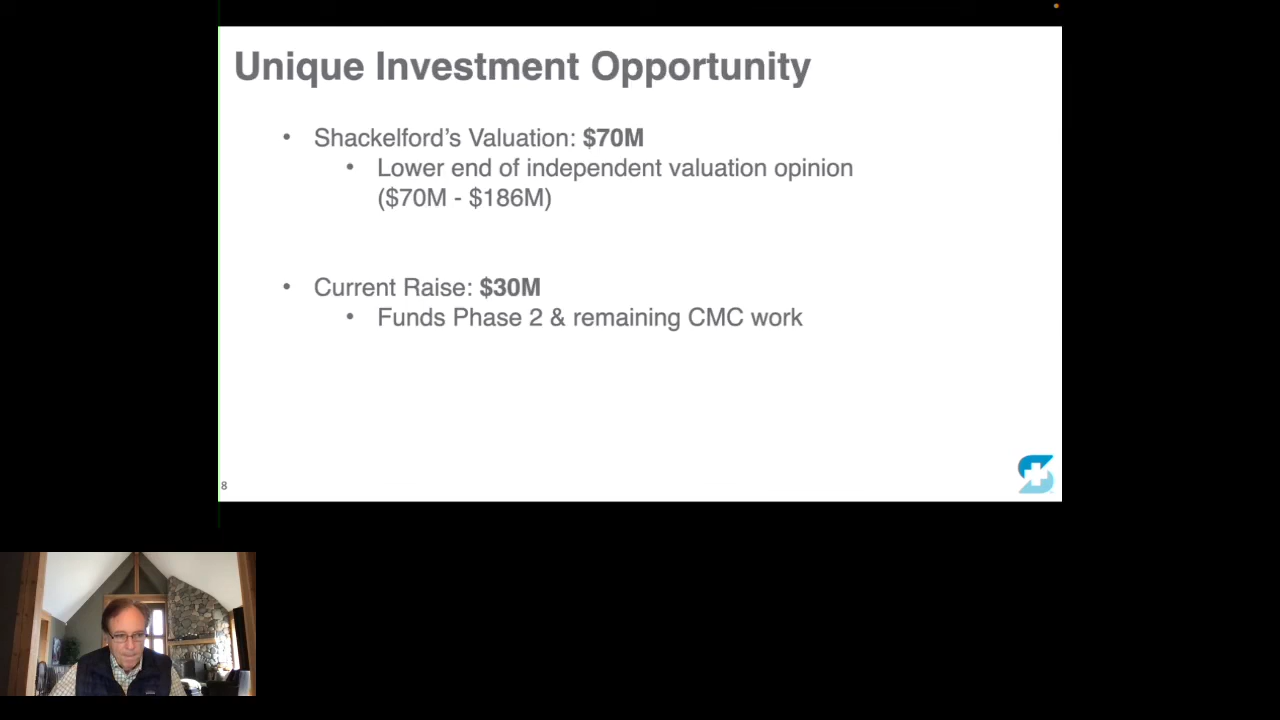 Unique Investment Opportunity
• Shackelford's Valuation: $70M
• Lower end of independent valuation opinion
($70M - $186M)
• Current Raise: $30M
• Funds Phase 2 & remaining CMC work
8